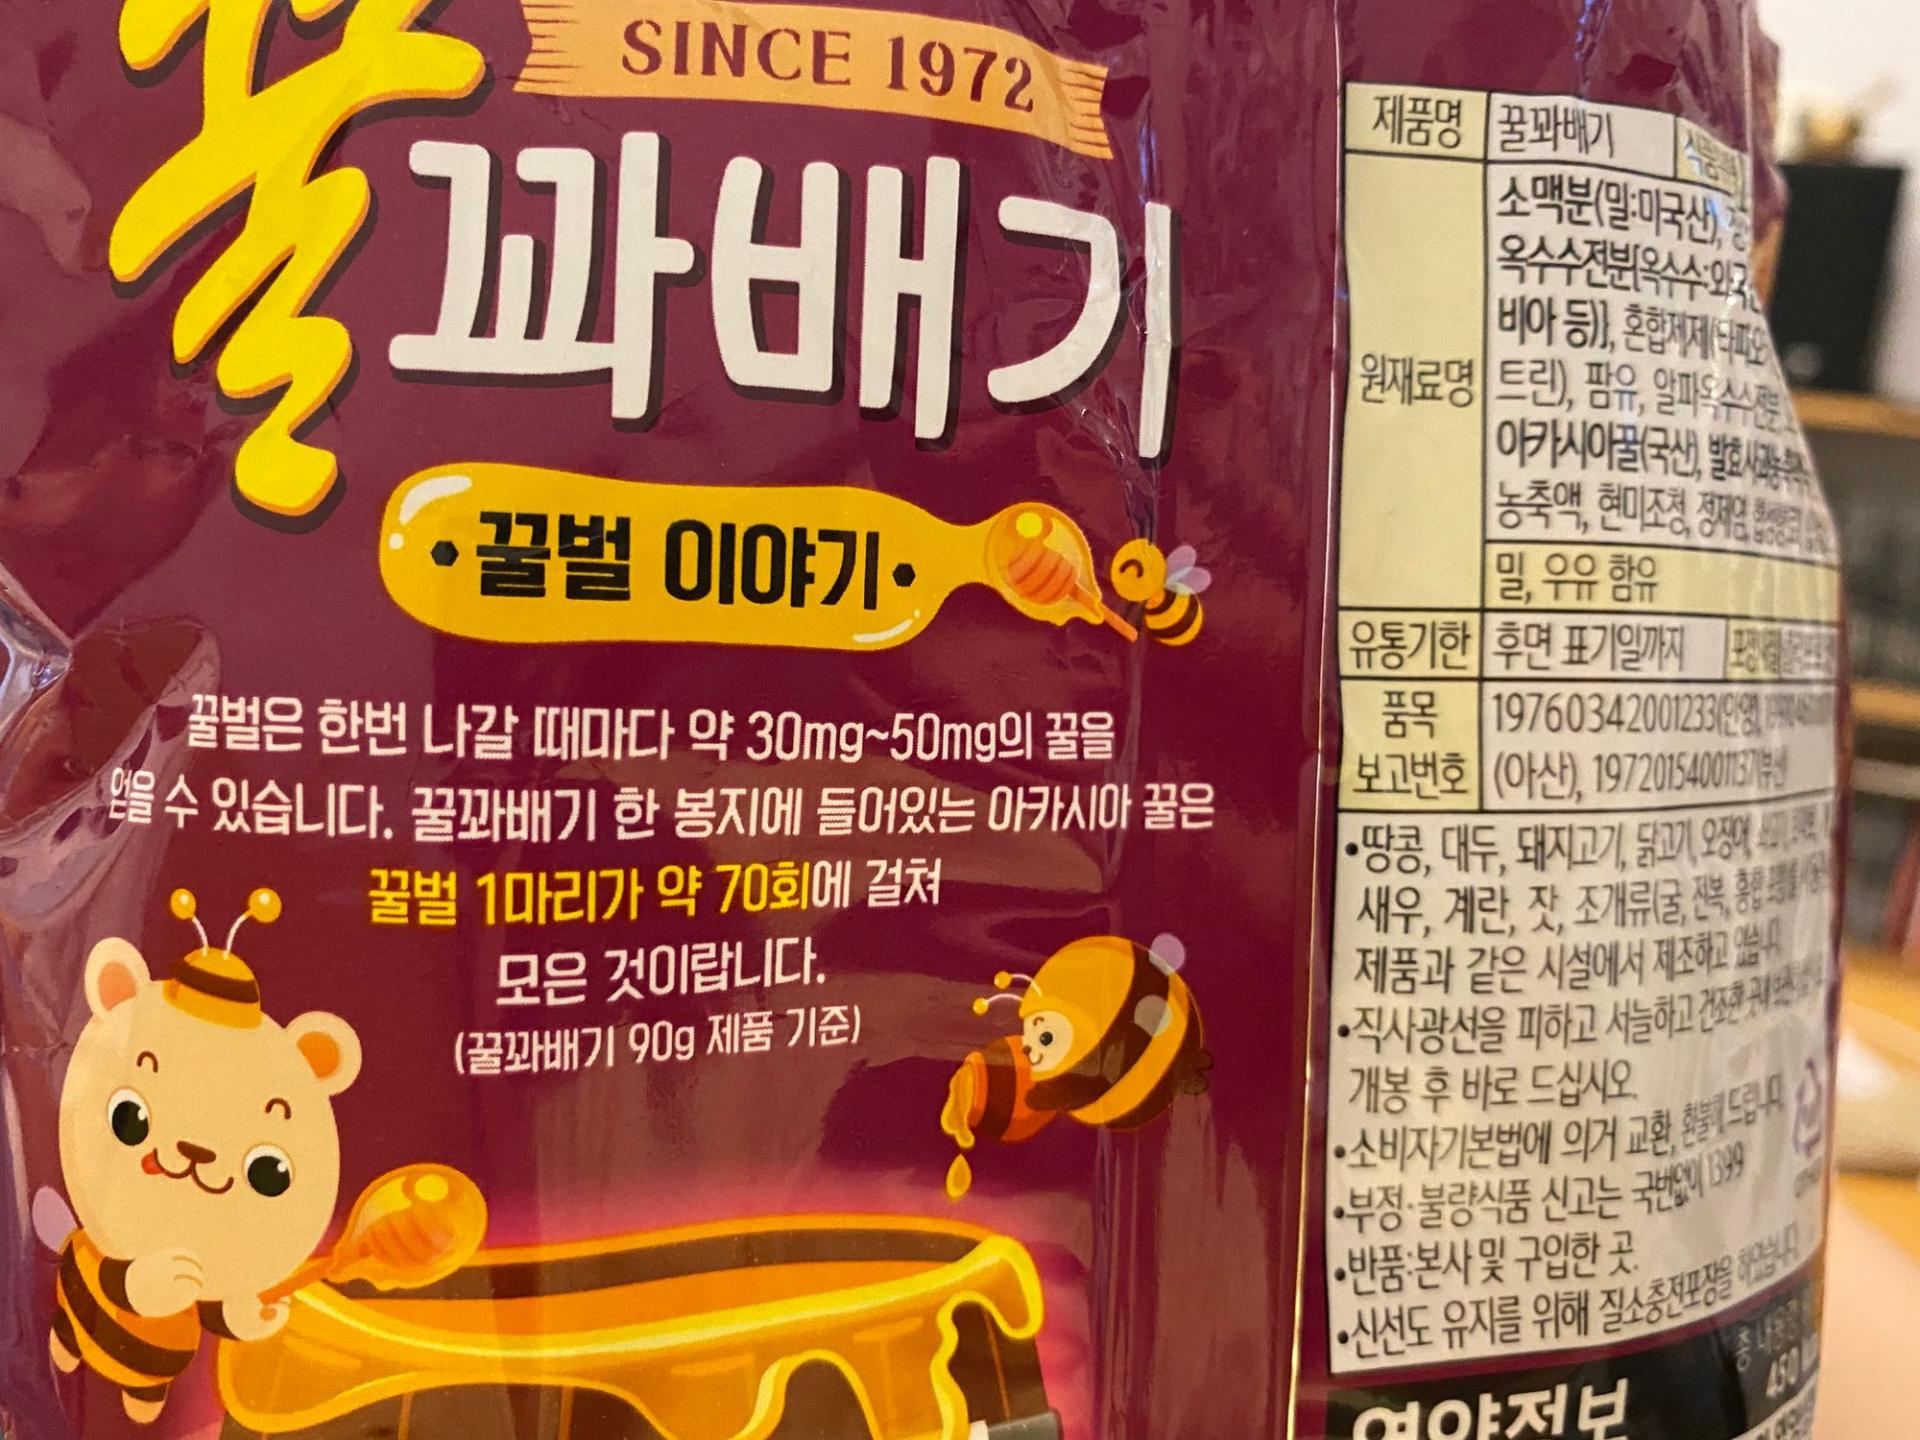 SINCE 1972
꿀
꽈배기
꿀벌 이야기
꿀벌은 한번 나갈 때마다 약 30mg~50mg의 꿀을
얻을 수 있습니다. 꿀꽈배기 한 봉지에 들어있는 아카시아 꿀은
꿀벌 1마리가 약 70회에 걸쳐
모은 것이랍니다.
(꿀꽈배기 90g 제품 기준)
제품명 꿀꽈배기
원재료명
소맥분(밀:미국산),
옥수수전분{옥수수:외국산
비아 등)}, 혼합제제(타피오
트린), 팜유, 알파옥수수전분,
아카시아꿀(국산), 발효사과농축
농축액, 현미조청, 정제염,
밀, 우유 함유
유통기한 후면 표기일까지
품목
보고번호
19760342001233(안양),
(아산), 19720154001137(부산
•땅콩, 대두, 돼지고기, 닭고기, 오징어,
새우, 계란, 잣, 조개류(굴, 전복, 홍합
제품과 같은 시설에서 제조하고 있습니다.
•직사광선을 피하고 서늘하고 건조한 곳에
개봉 후 바로 드십시오.
•소비자기본법에 의거 교환, 환불해 드립니다.
•부정·불량식품 신고는 국번없이 1399
•반품:본사 및 구입한 곳.
•신선도 유지를 위해 질소충전포장을 하였습니다.
영양정보